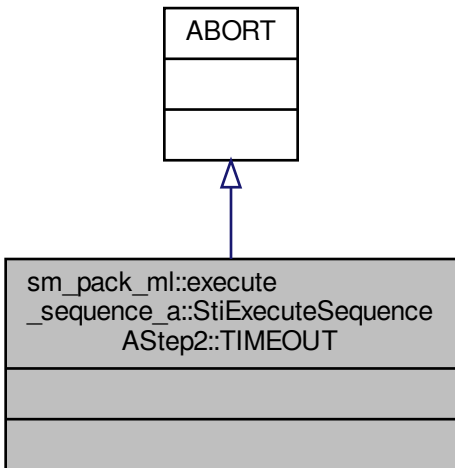 ABORT
sm_pack_ml::execute
_sequence_a::StiExecuteSequence
AStep2::TIMEOUT